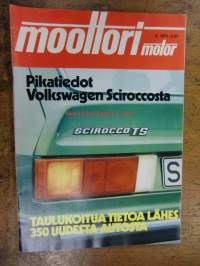 moottori
motor
Pikatiedot
Volkswagen Sciroccosta
SCIROCCO TS
S
TAULUKOITUA TIETOA LÄHES
350 UUDESTA AUTOSTA